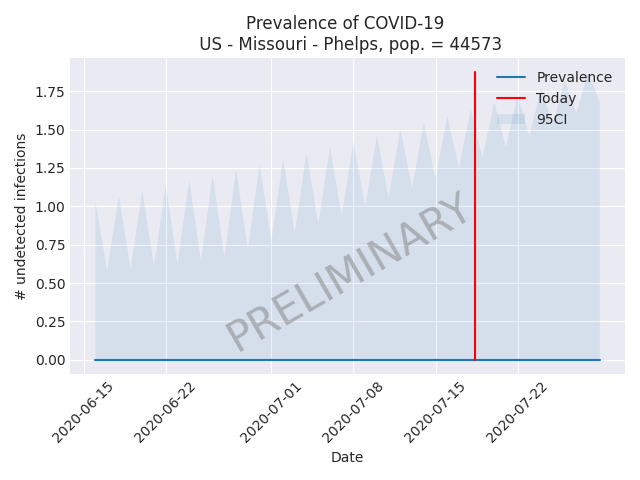 Prevalence of COVID-19
US - Missouri - Phelps, pop. = 44573
Prevalence
Today
95CI
1.75
1.50
1.25
1.00
0.75
0.50
0.25
0.00
# undetected infections
PRELIMINARY
2020-06-15
2020-06-22
2020-07-01
2020-07-08
2020-07-15
2020-07-22
Date